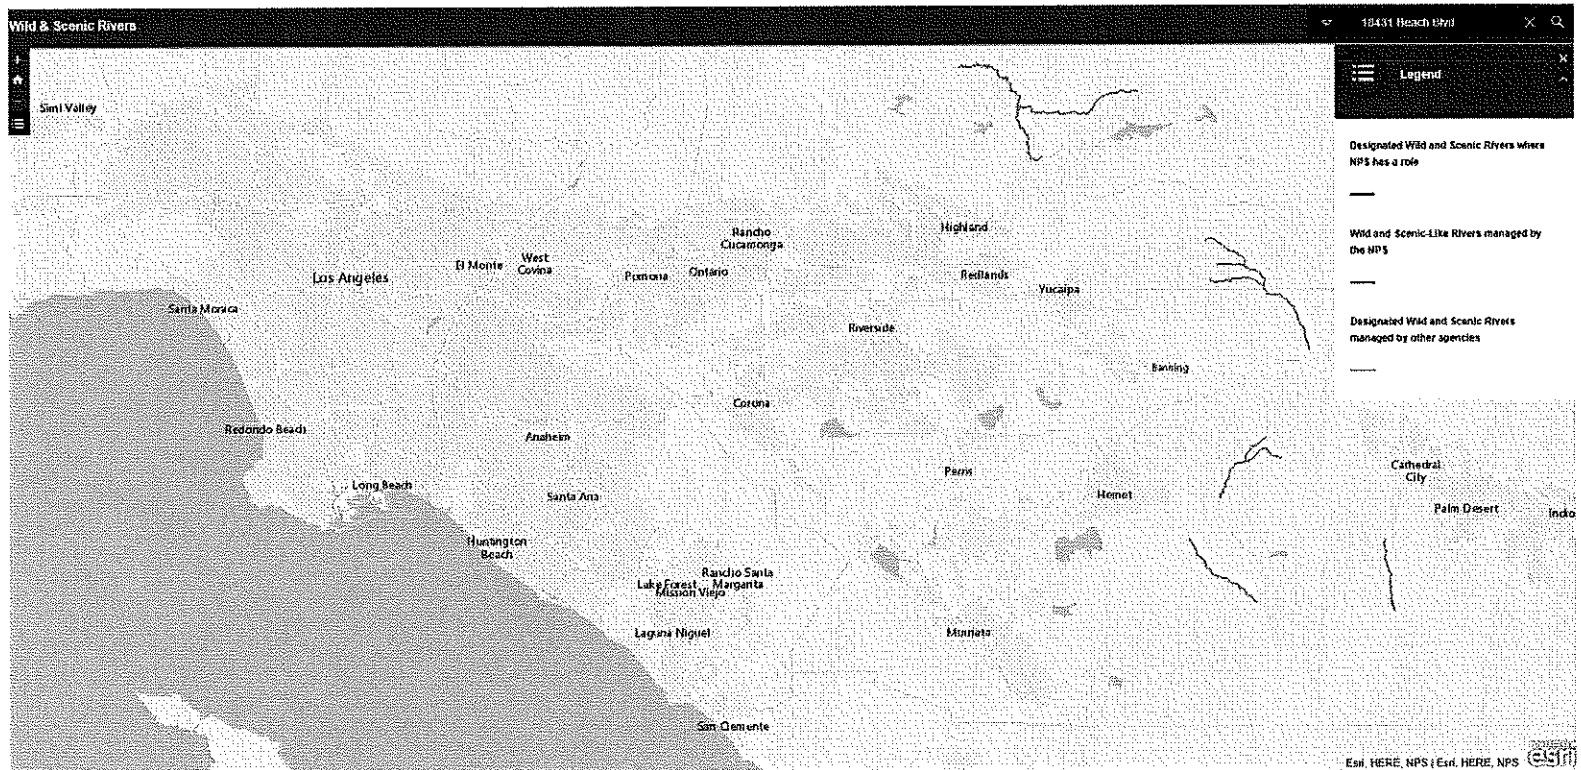 Wild & Scenic Rivers
18431 Beach Blvd
Legend
Designated Wild and Scenic Rivers where
NPS has a role
Wild and Scenic-Like Rivers managed by
the NPS
Designated Wild and Scenic Rivers
managed by other agencies
Simi Valley
Rancho
Cucamonga
Highland
El Monte
West
Covina
Los Angeles
Pomona
Ontario
Redlands
Yucaipa
Santa Monica
Riverside
Banning
Corona
Redondo Beach
Anaheim
Cathedral
City
Perris
Long Beach
Santa Ana
Hemet
Palm Desert
Indio
Huntington
Beach
Rancho Santa
Margarita
Lake Forest
Mission Viejo
Laguna Niguel
Murrieta
San Clemente
Esri, HERE, NPS | Esri, HERE, NPS
esri